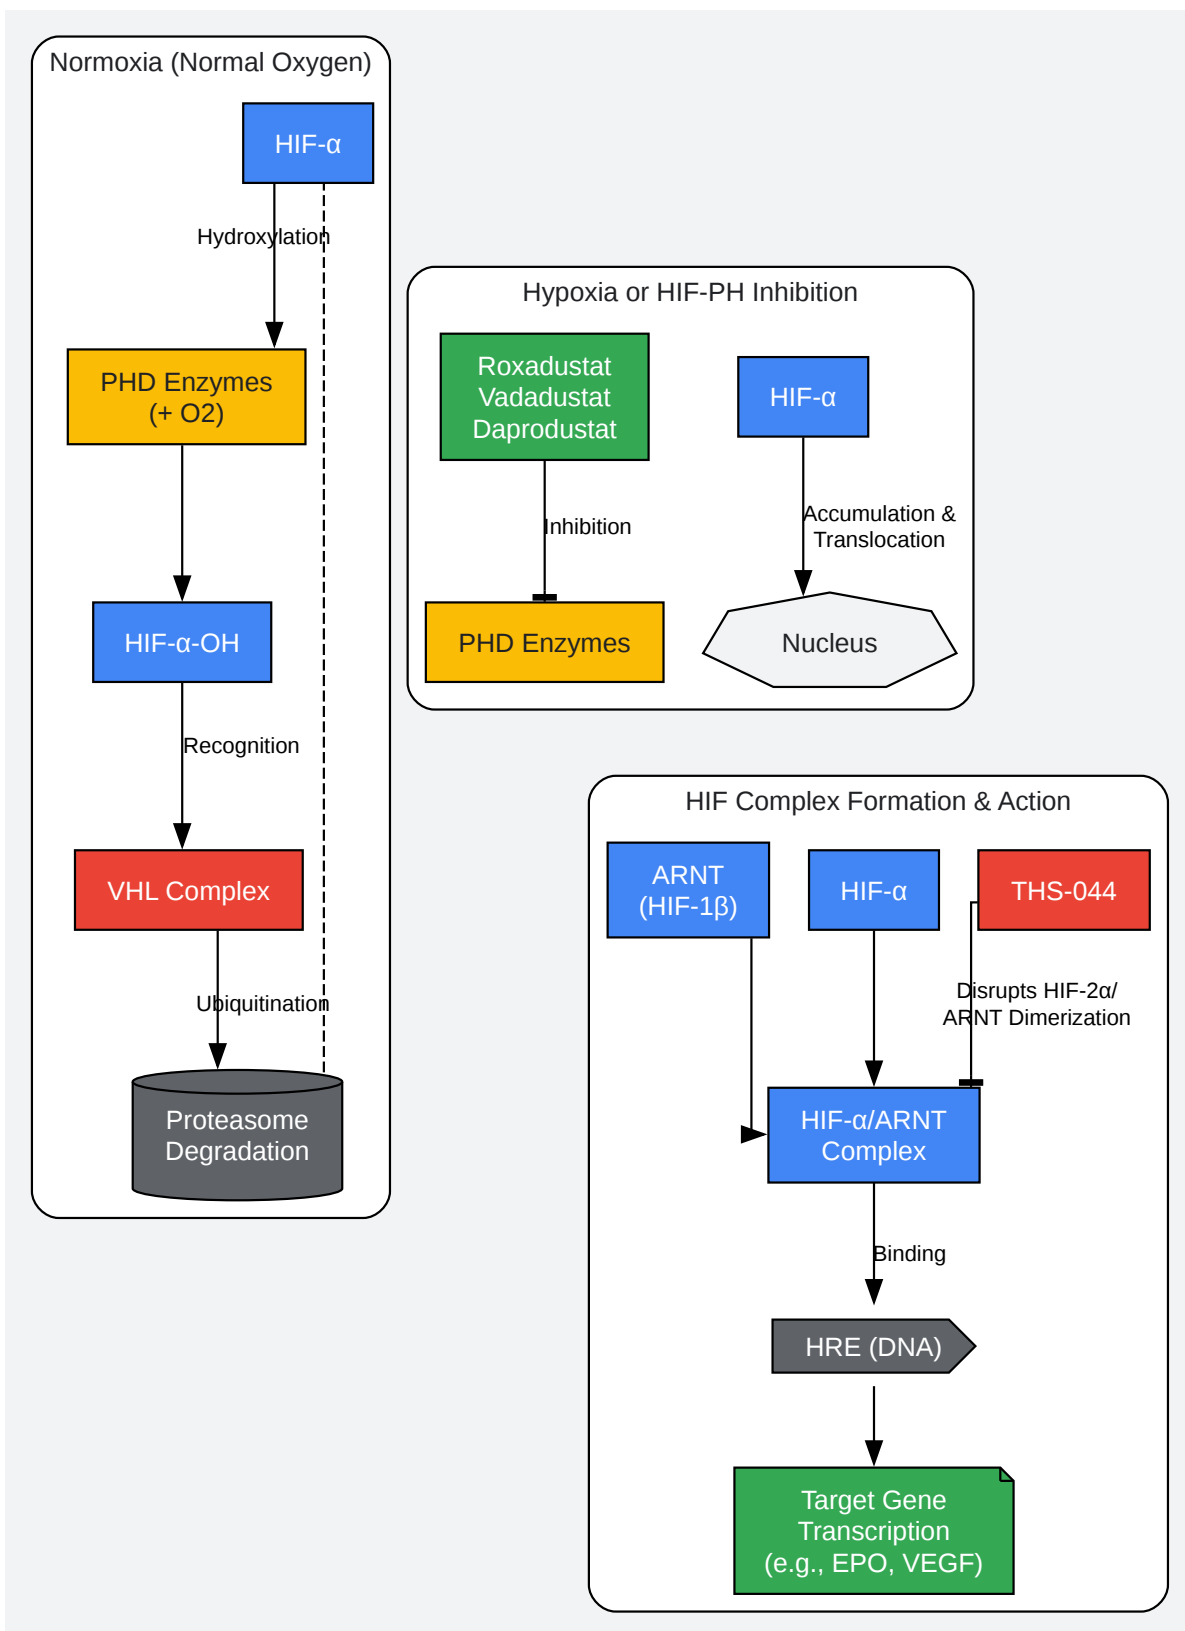 Normoxia (Normal Oxygen)
HIF-α
Hydroxylation
PHD Enzymes
(+ O2)
HIF-α-OH
Recognition
VHL Complex
Ubiquitination
Proteasome
Degradation
Hypoxia or HIF-PH Inhibition
Roxadustat
Vadadustat
Daprodustat
HIF-α
Inhibition
Accumulation &
Translocation
PHD Enzymes
Nucleus
HIF Complex Formation & Action
ARNT
(HIF-1β)
HIF-α
THS-044
Disrupts HIF-2α/
ARNT Dimerization
HIF-α/ARNT
Complex
Binding
HRE (DNA)
Target Gene
Transcription
(e.g., EPO, VEGF)